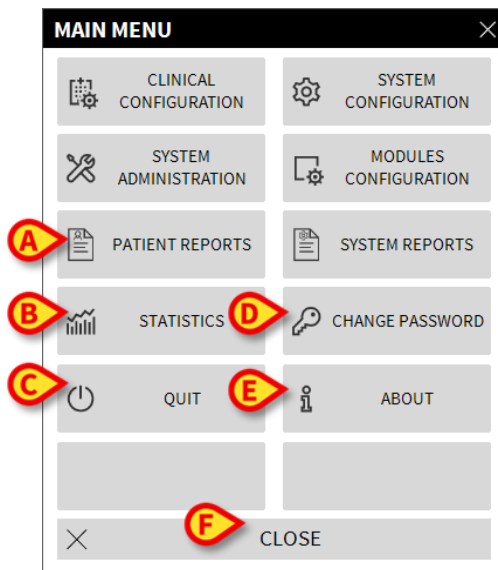 MAIN MENU
CLINICAL
CONFIGURATION
SYSTEM
CONFIGURATION
SYSTEM
ADMINISTRATION
MODULES
CONFIGURATION
A
PATIENT REPORTS
SYSTEM REPORTS
B
STATISTICS
D
CHANGE PASSWORD
C
QUIT
E
ABOUT
F
CLOSE